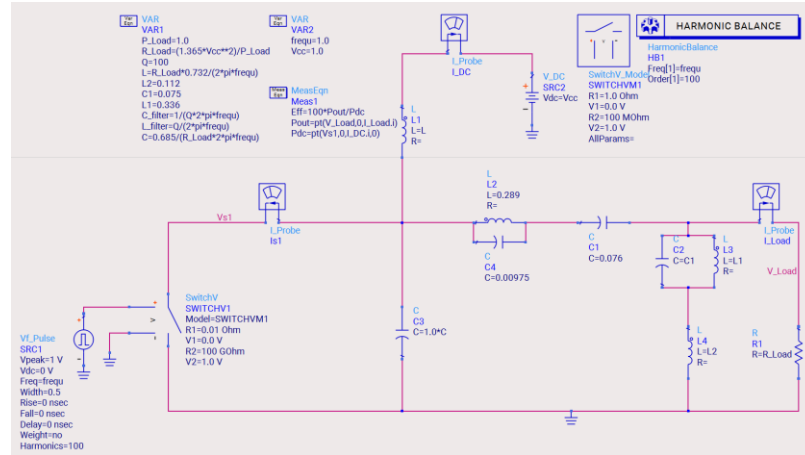 Var
Eqn
VAR
VAR1
P_Load=1.0
R_Load=(1.365*Vcc**2)/P_Load
Q=100
L=R_Load*0.732/(2*pi*frequ)
L2=0.112
C1=0.075
L1=0.336
C_filter=1/(Q*2*pi*frequ)
L_filter=Q/(2*pi*frequ)
C=0.685/(R_Load*2*pi*frequ)
Var
Eqn
VAR
VAR2
frequ=1.0
Vcc=1.0
Meas
Eqn
MeasEqn
Meas1
Eff=100*Pout/Pdc
Pout=pt(V_Load,0,I_Load.i)
Pdc=pt(Vs1,0,I_DC.i,0)
I_Probe
I_DC
V_DC
SRC2
Vdc=Vcc
SwitchV_Model
SWITCHVM1
R1=1.0 Ohm
V1=0.0 V
R2=100 MOhm
V2=1.0 V
AllParams=
HARMONIC BALANCE
HarmonicBalance
HB1
Freq[1]=frequ
Order[1]=100
L
L1
L=L
R=
Vs1
I_Probe
Is1
L
L2
L=0.289
R=
C
C4
C=0.00975
C
C1
C=0.076
I_Probe
I_Load
C
C2
C=C1
L
L3
L=L1
R=
V_Load
SwitchV
SWITCHV1
Model=SWITCHVM1
R1=0.01 Ohm
V1=0.0 V
R2=100 GOhm
V2=1.0 V
C
C3
C=1.0*C
L
L4
L=L2
R=
R
R1
R=R_Load
Vf_Pulse
SRC1
Vpeak=1 V
Vdc=0 V
Freq=frequ
Width=0.5
Rise=0 nsec
Fall=0 nsec
Delay=0 nsec
Weight=no
Harmonics=100